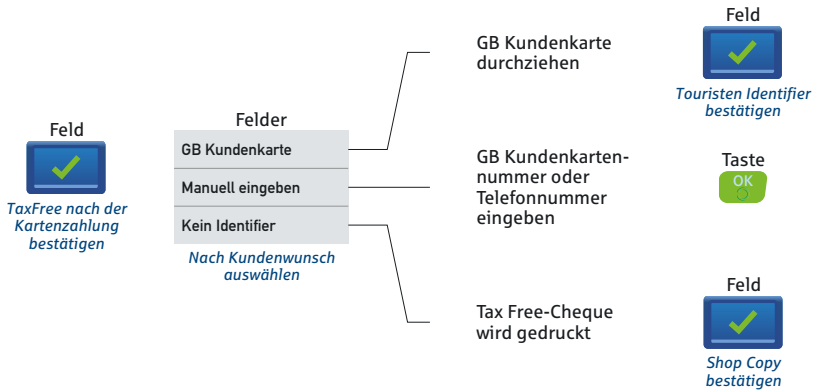 Feld
TaxFree nach der
Kartenzahlung
bestätigen
Felder
GB Kundenkarte
Manuell eingeben
Kein Identifier
Nach Kundenwunsch
auswählen
GB Kundenkarte
durchziehen
Feld
Touristen Identifier
bestätigen
GB Kundenkarten-
nummer oder
Telefonnummer
eingeben
Taste
OK
Tax Free-Cheque
wird gedruckt
Feld
Shop Copy
bestätigen